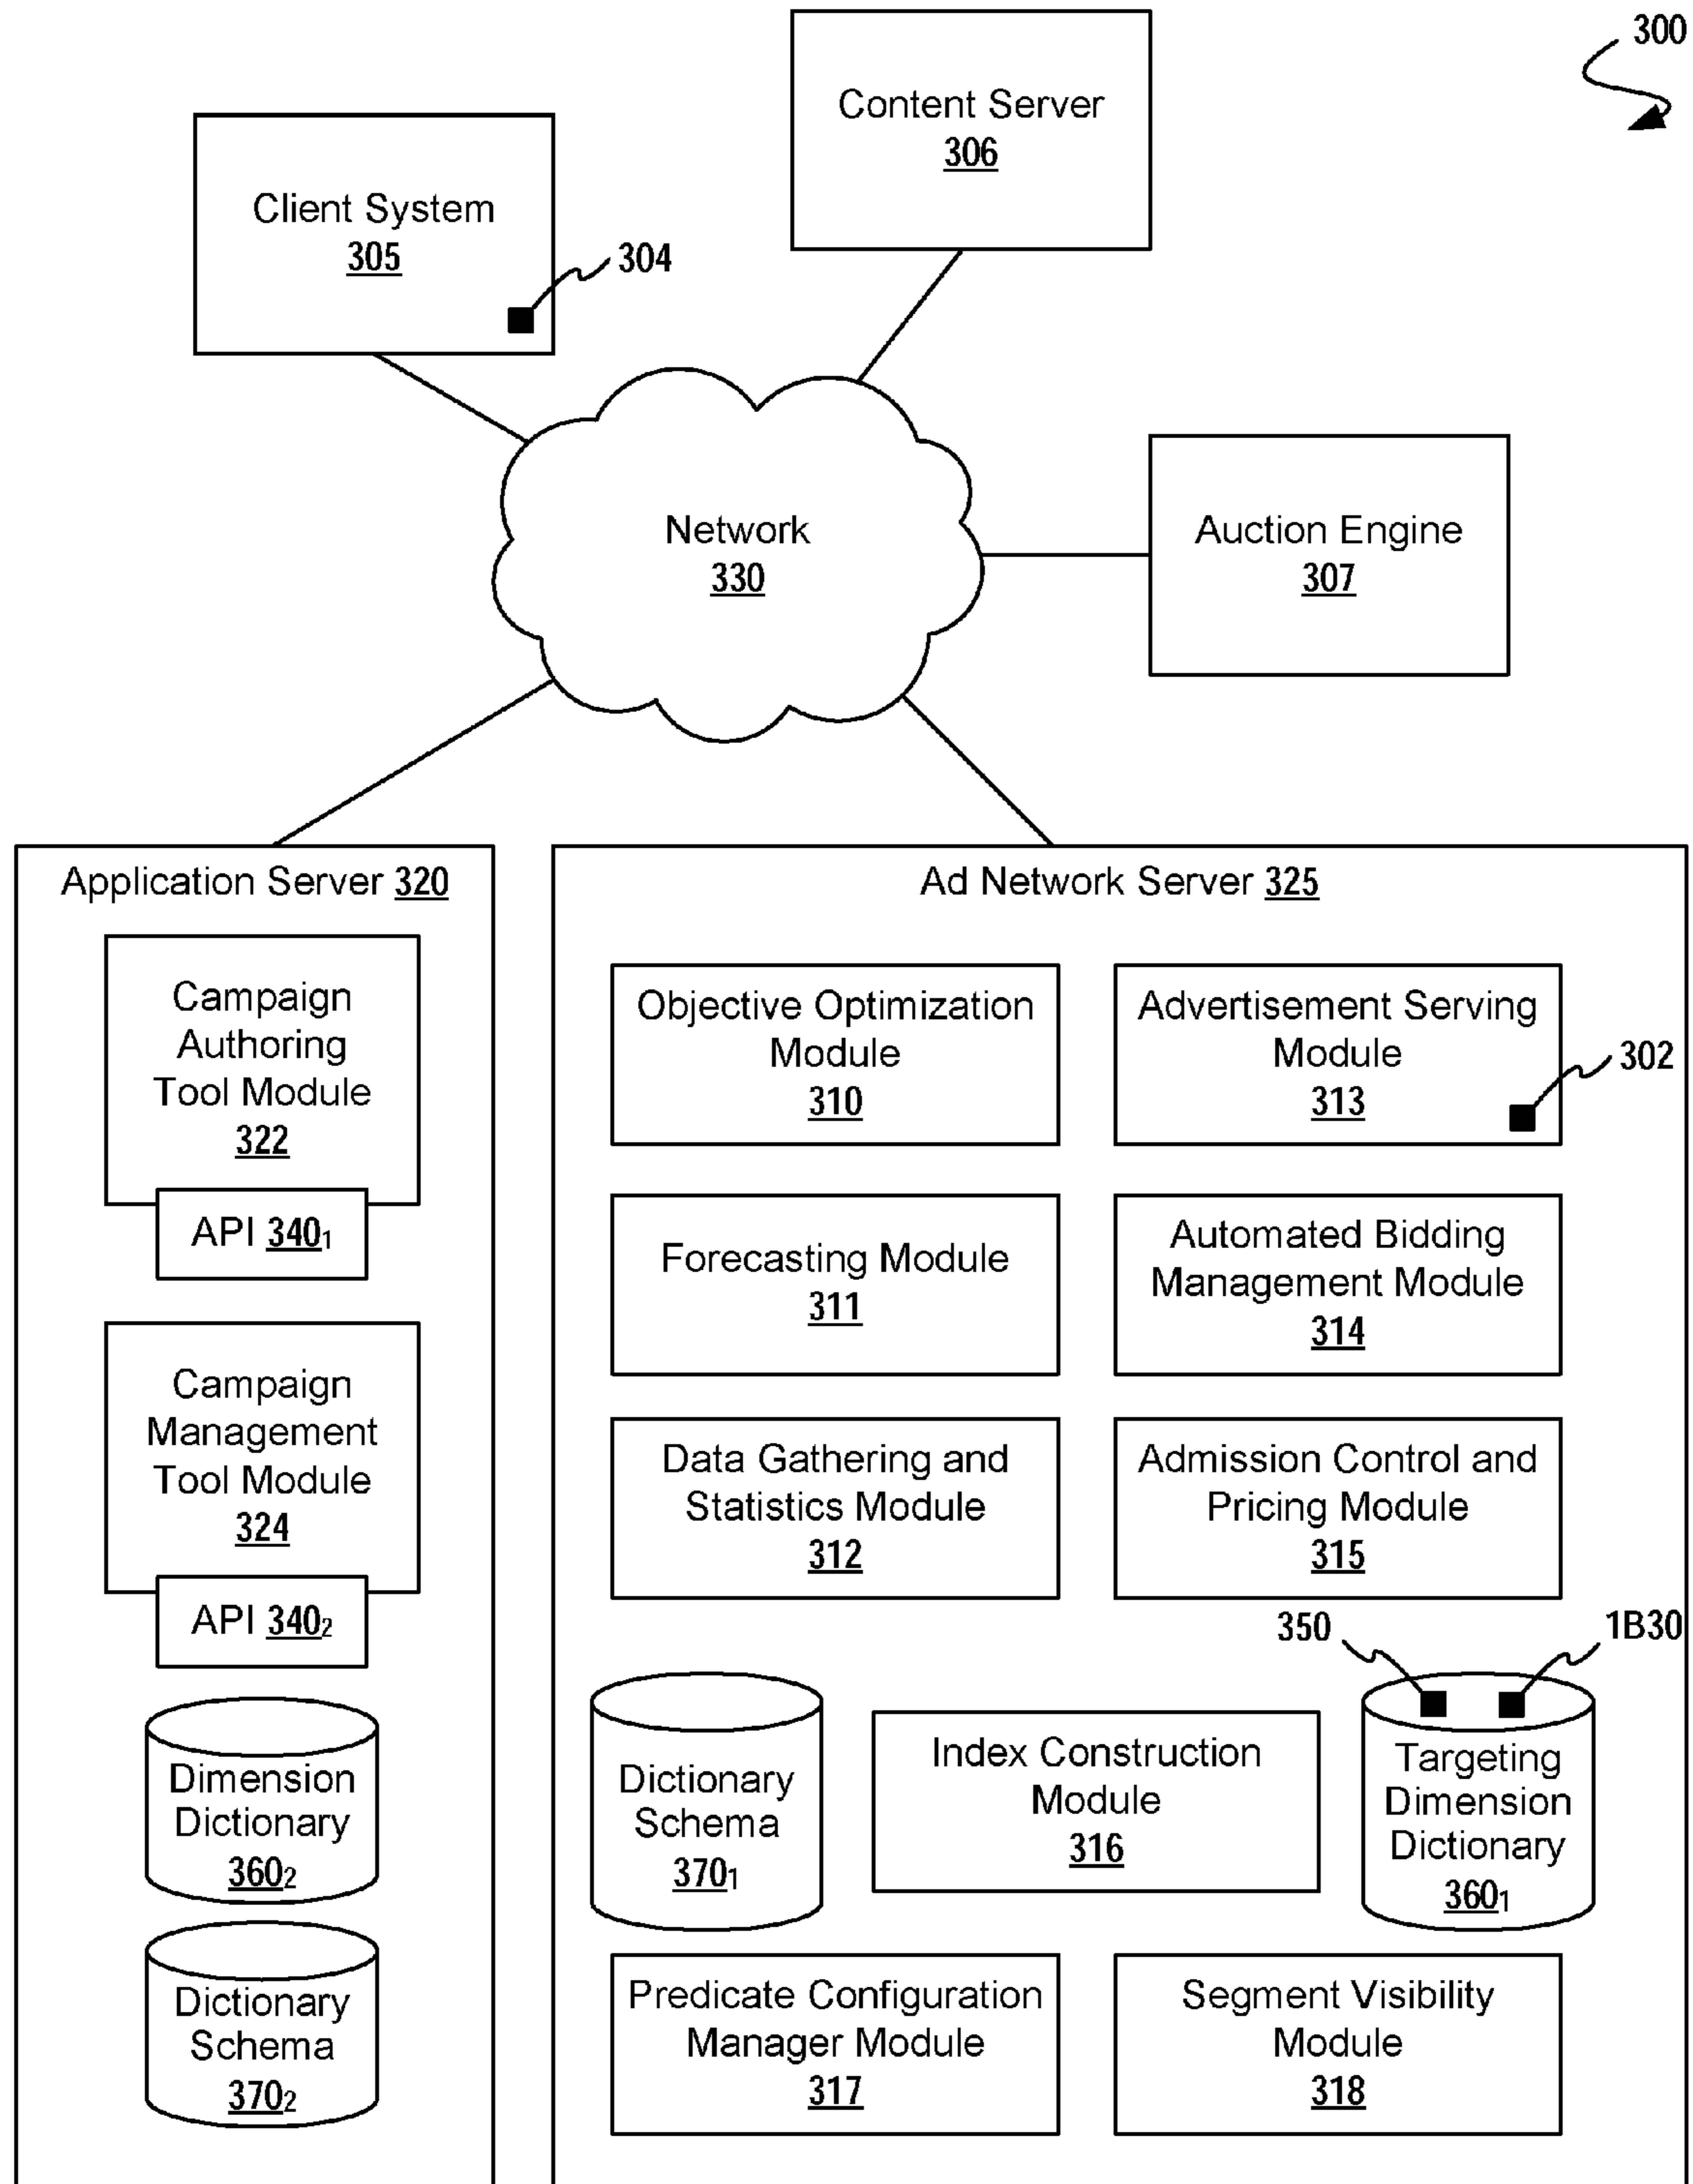 300
Content Server
306
Client System
305
304
Network
330
Auction Engine
307
Application Server 320
Campaign
Authoring
Tool Module
322
API 340₁
Campaign
Management
Tool Module
324
API 340₂
Dimension
Dictionary
360₂
Dictionary
Schema
370₂
Ad Network Server 325
Objective Optimization
Module
310
Advertisement Serving
Module
313
302
Forecasting Module
311
Automated Bidding
Management Module
314
Data Gathering and
Statistics Module
312
Admission Control and
Pricing Module
315
350
1B30
Dictionary
Schema
370₁
Index Construction
Module
316
Targeting
Dimension
Dictionary
360₁
Predicate Configuration
Manager Module
317
Segment Visibility
Module
318